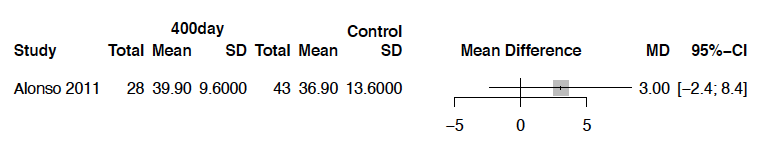 400day Control
Study Total Mean SD Total Mean SD Mean Difference MD 95%−CI
Alonso 2011 28 39.90 9.6000 43 36.90 13.6000 3.00 [−2.4; 8.4]
−5 0 5